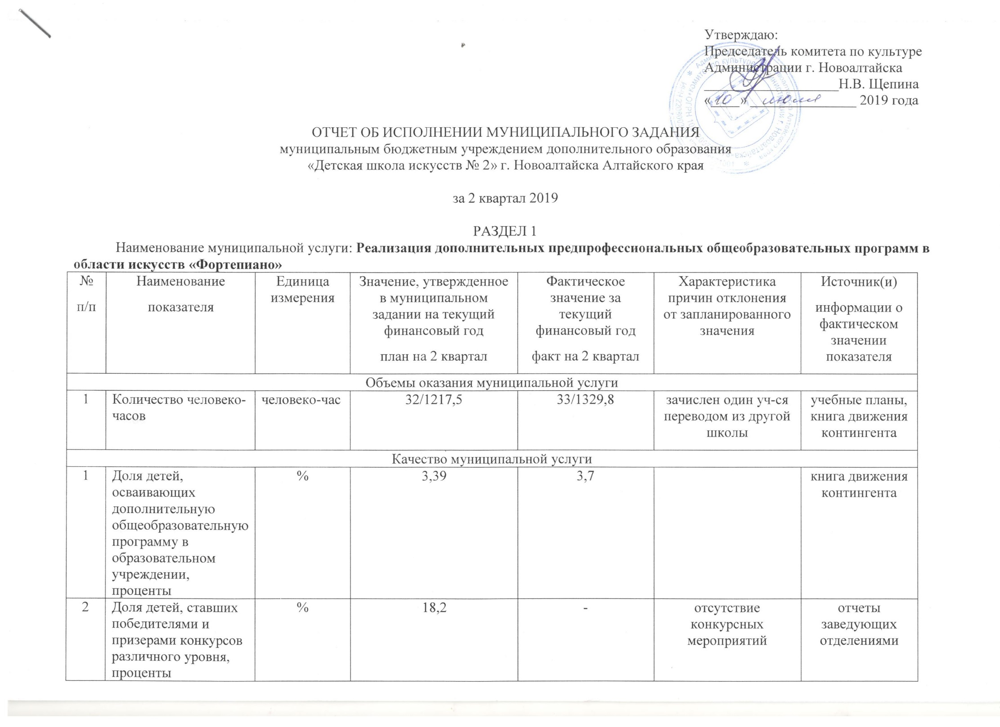 Утверждаю:
Председатель комитета по культуре
Администрации г. Новоалтайска
___________________Н.В. Щепина
«10» июля 2019 года
ОТЧЕТ ОБ ИСПОЛНЕНИИ МУНИЦИПАЛЬНОГО ЗАДАНИЯ
муниципальным бюджетным учреждением дополнительного образования
«Детская школа искусств № 2» г. Новоалтайска Алтайского края
за 2 квартал 2019
РАЗДЕЛ 1
Наименование муниципальной услуги: Реализация дополнительных предпрофессиональных общеобразовательных программ в
области искусств «Фортепиано»
№
п/п
Наименование
показателя
Единица
измерения
Значение, утвержденное
в муниципальном
задании на текущий
финансовый год
план на 2 квартал
Фактическое
значение за
текущий
финансовый год
факт на 2 квартал
Характеристика
причин отклонения
от запланированного
значения
Источник(и)
информации о
фактическом
значении
показателя
Объемы оказания муниципальной услуги
1
Количество человеко-
часов
человеко-час
32/1217,5
33/1329,8
зачислен один уч-ся
переводом из другой
школы
учебные планы,
книга движения
контингента
Качество муниципальной услуги
1
Доля детей,
осваивающих
дополнительную
общеобразовательную
программу в
образовательном
учреждении,
проценты
%
3,39
3,7
книга движения
контингента
2
Доля детей, ставших
победителями и
призерами конкурсов
различного уровня,
проценты
%
18,2
-
отсутствие
конкурсных
мероприятий
отчеты
заведующих
отделениями